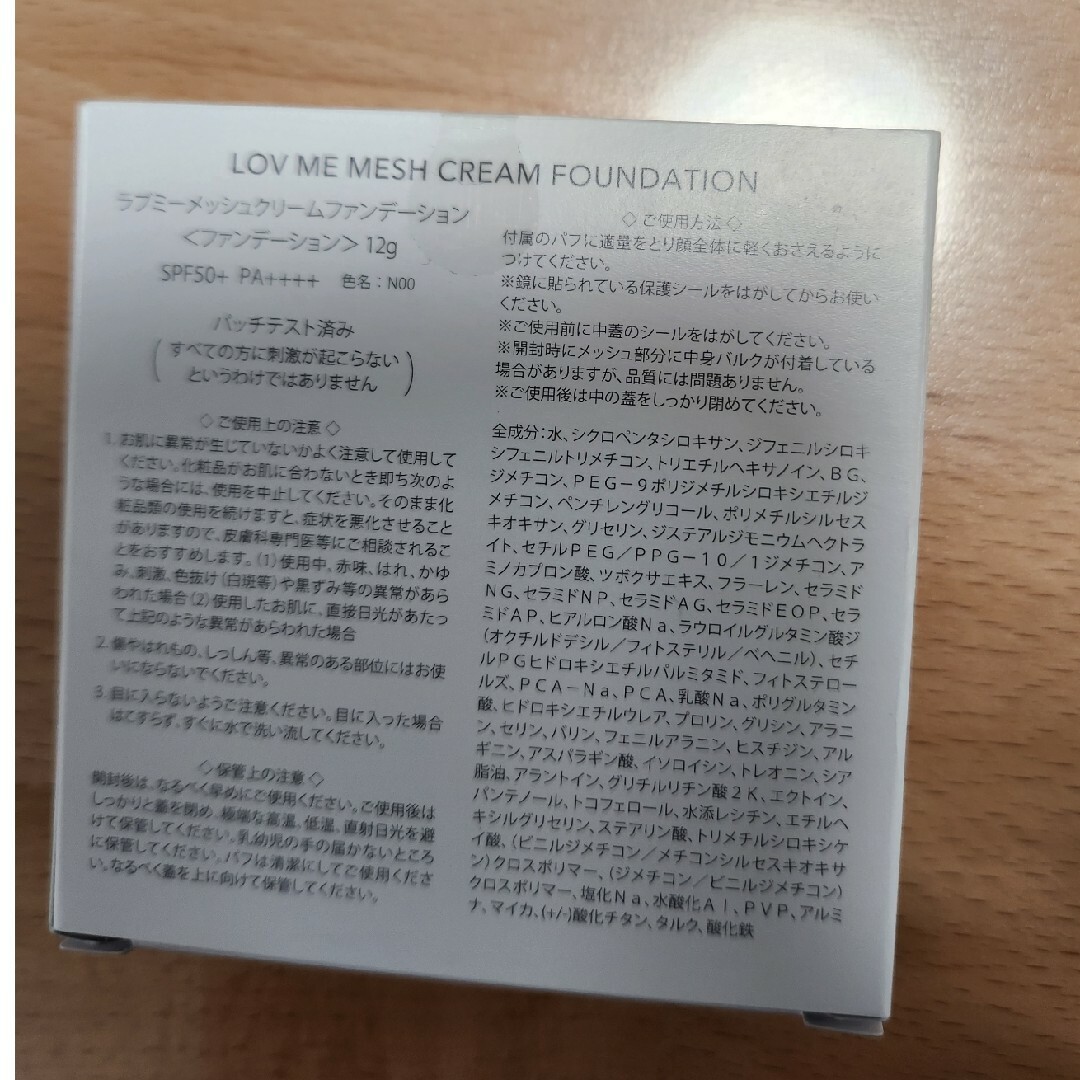 LOV ME MESH CREAM FOUNDATION
ラブミーメッシュクリームファンデーション
＜ファンデーション＞ 12g
SPF50+ PA++++ 色名：N00
パッチテスト済み
（すべての方に刺激が起こらない
というわけではありません）
◇ご使用上の注意◇
1. お肌に異常が生じていないかよく注意して使用して
ください。化粧品がお肌に合わないとき即ち次のよ
うな場合には、使用を中止してください。そのまま化
粧品類の使用を続けますと、症状を悪化させること
がありますので、皮膚科専門医等にご相談されるこ
とをおすすめします。(1)使用中、赤味、はれ、かゆ
み、刺激、色抜け（白斑等）や黒ずみ等の異常があら
われた場合(2)使用したお肌に、直接日光があたっ
て上記のような異常があらわれた場合
2. 傷やはれもの、しっしん等、異常のある部位にはお使
いにならないでください。
3. 目に入らないようご注意ください。目に入った場合
はこすらず、すぐに水で洗い流してください。
◇保管上の注意◇
開封後は、なるべく早めにご使用ください。ご使用後は
しっかりと蓋を閉め、極端な高温、低温、直射日光を避
けて保管してください。乳幼児の手の届かないところ
に保管してください。パフは清潔にしてご使用くださ
い。なるべく蓋を上に向けて保管してください。
◇ご使用方法◇
付属のパフに適量をとり顔全体に軽くおさえるように
つけてください。
※鏡に貼られている保護シールをはがしてからお使い
ください。
※ご使用前に中蓋のシールをはがしてください。
※開封時にメッシュ部分に中身バルクが付着している
場合がありますが、品質には問題ありません。
※ご使用後は中の蓋をしっかり閉めてください。
全成分：水、シクロペンタシロキサン、ジフェニルシロキ
シフェニルトリメチコン、トリエチルヘキサノイン、ＢＧ、
ジメチコン、ＰＥＧ－９ポリジメチルシロキシエチルジ
メチコン、ペンチレングリコール、ポリメチルシルセス
キオキサン、グリセリン、ジステアルジモニウムヘクトラ
イト、セチルＰＥＧ／ＰＰＧ－１０／１ジメチコン、ア
ミノカプロン酸、ツボクサエキス、フラーレン、セラミド
ＮＧ、セラミドＮＰ、セラミドＡＧ、セラミドＥＯＰ、セラ
ミドＡＰ、ヒアルロン酸Ｎａ、ラウロイルグルタミン酸ジ
（オクチルドデシル／フィトステリル／ベヘニル）、セチ
ルＰＧヒドロキシエチルパルミタミド、フィトステロー
ルズ、ＰＣＡ－Ｎａ、ＰＣＡ、乳酸Ｎａ、ポリグルタミン
酸、ヒドロキシエチルウレア、プロリン、グリシン、アラニ
ン、セリン、バリン、フェニルアラニン、ヒスチジン、アル
ギニン、アスパラギン酸、イソロイシン、トレオニン、シア
脂油、アラントイン、グリチルリチン酸２Ｋ、エクトイン、
パンテノール、トコフェロール、水添レシチン、エチルヘ
キシルグリセリン、ステアリン酸、トリメチルシロキシケ
イ酸、（ビニルジメチコン／メチコンシルセスキオキサ
ン）クロスポリマー、（ジメチコン／ビニルジメチコン）
クロスポリマー、塩化Ｎａ、水酸化Ａｌ、ＰＶＰ、アルミ
ナ、マイカ、(+/-)酸化チタン、タルク、酸化鉄